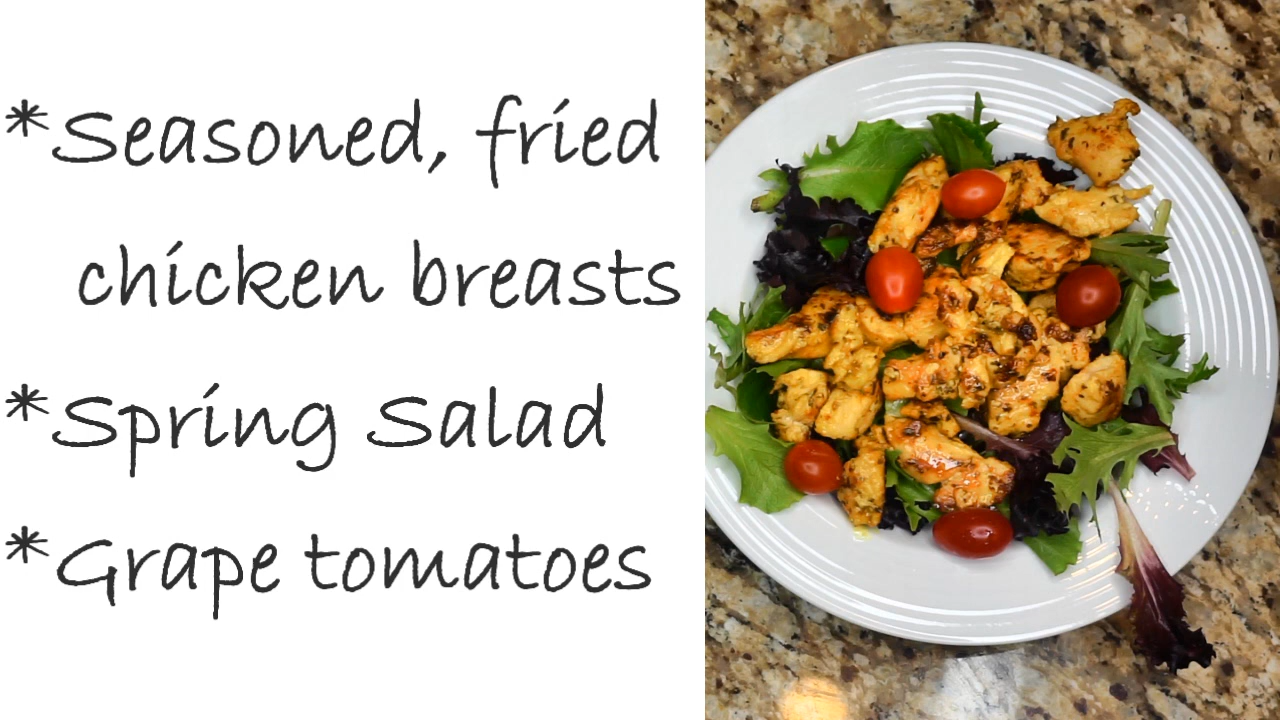 *Seasoned, fried
chicken breasts
*Spring Salad
*Grape tomatoes